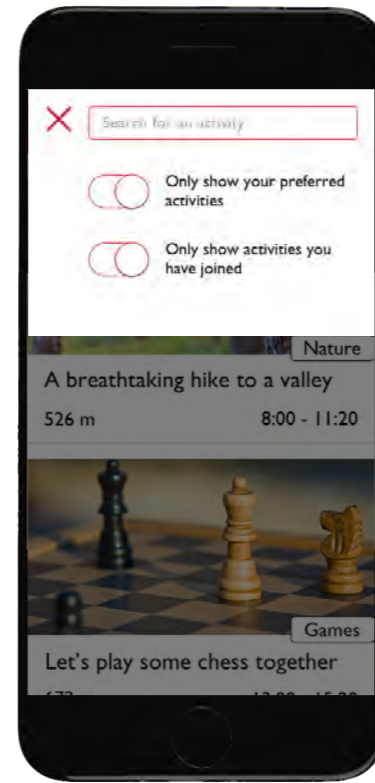 Search for an activity
Only show your preferred
activities
Only show activities you
have joined
Nature
A breathtaking hike to a valley
526 m
8:00 - 11:20
Games
Let's play some chess together